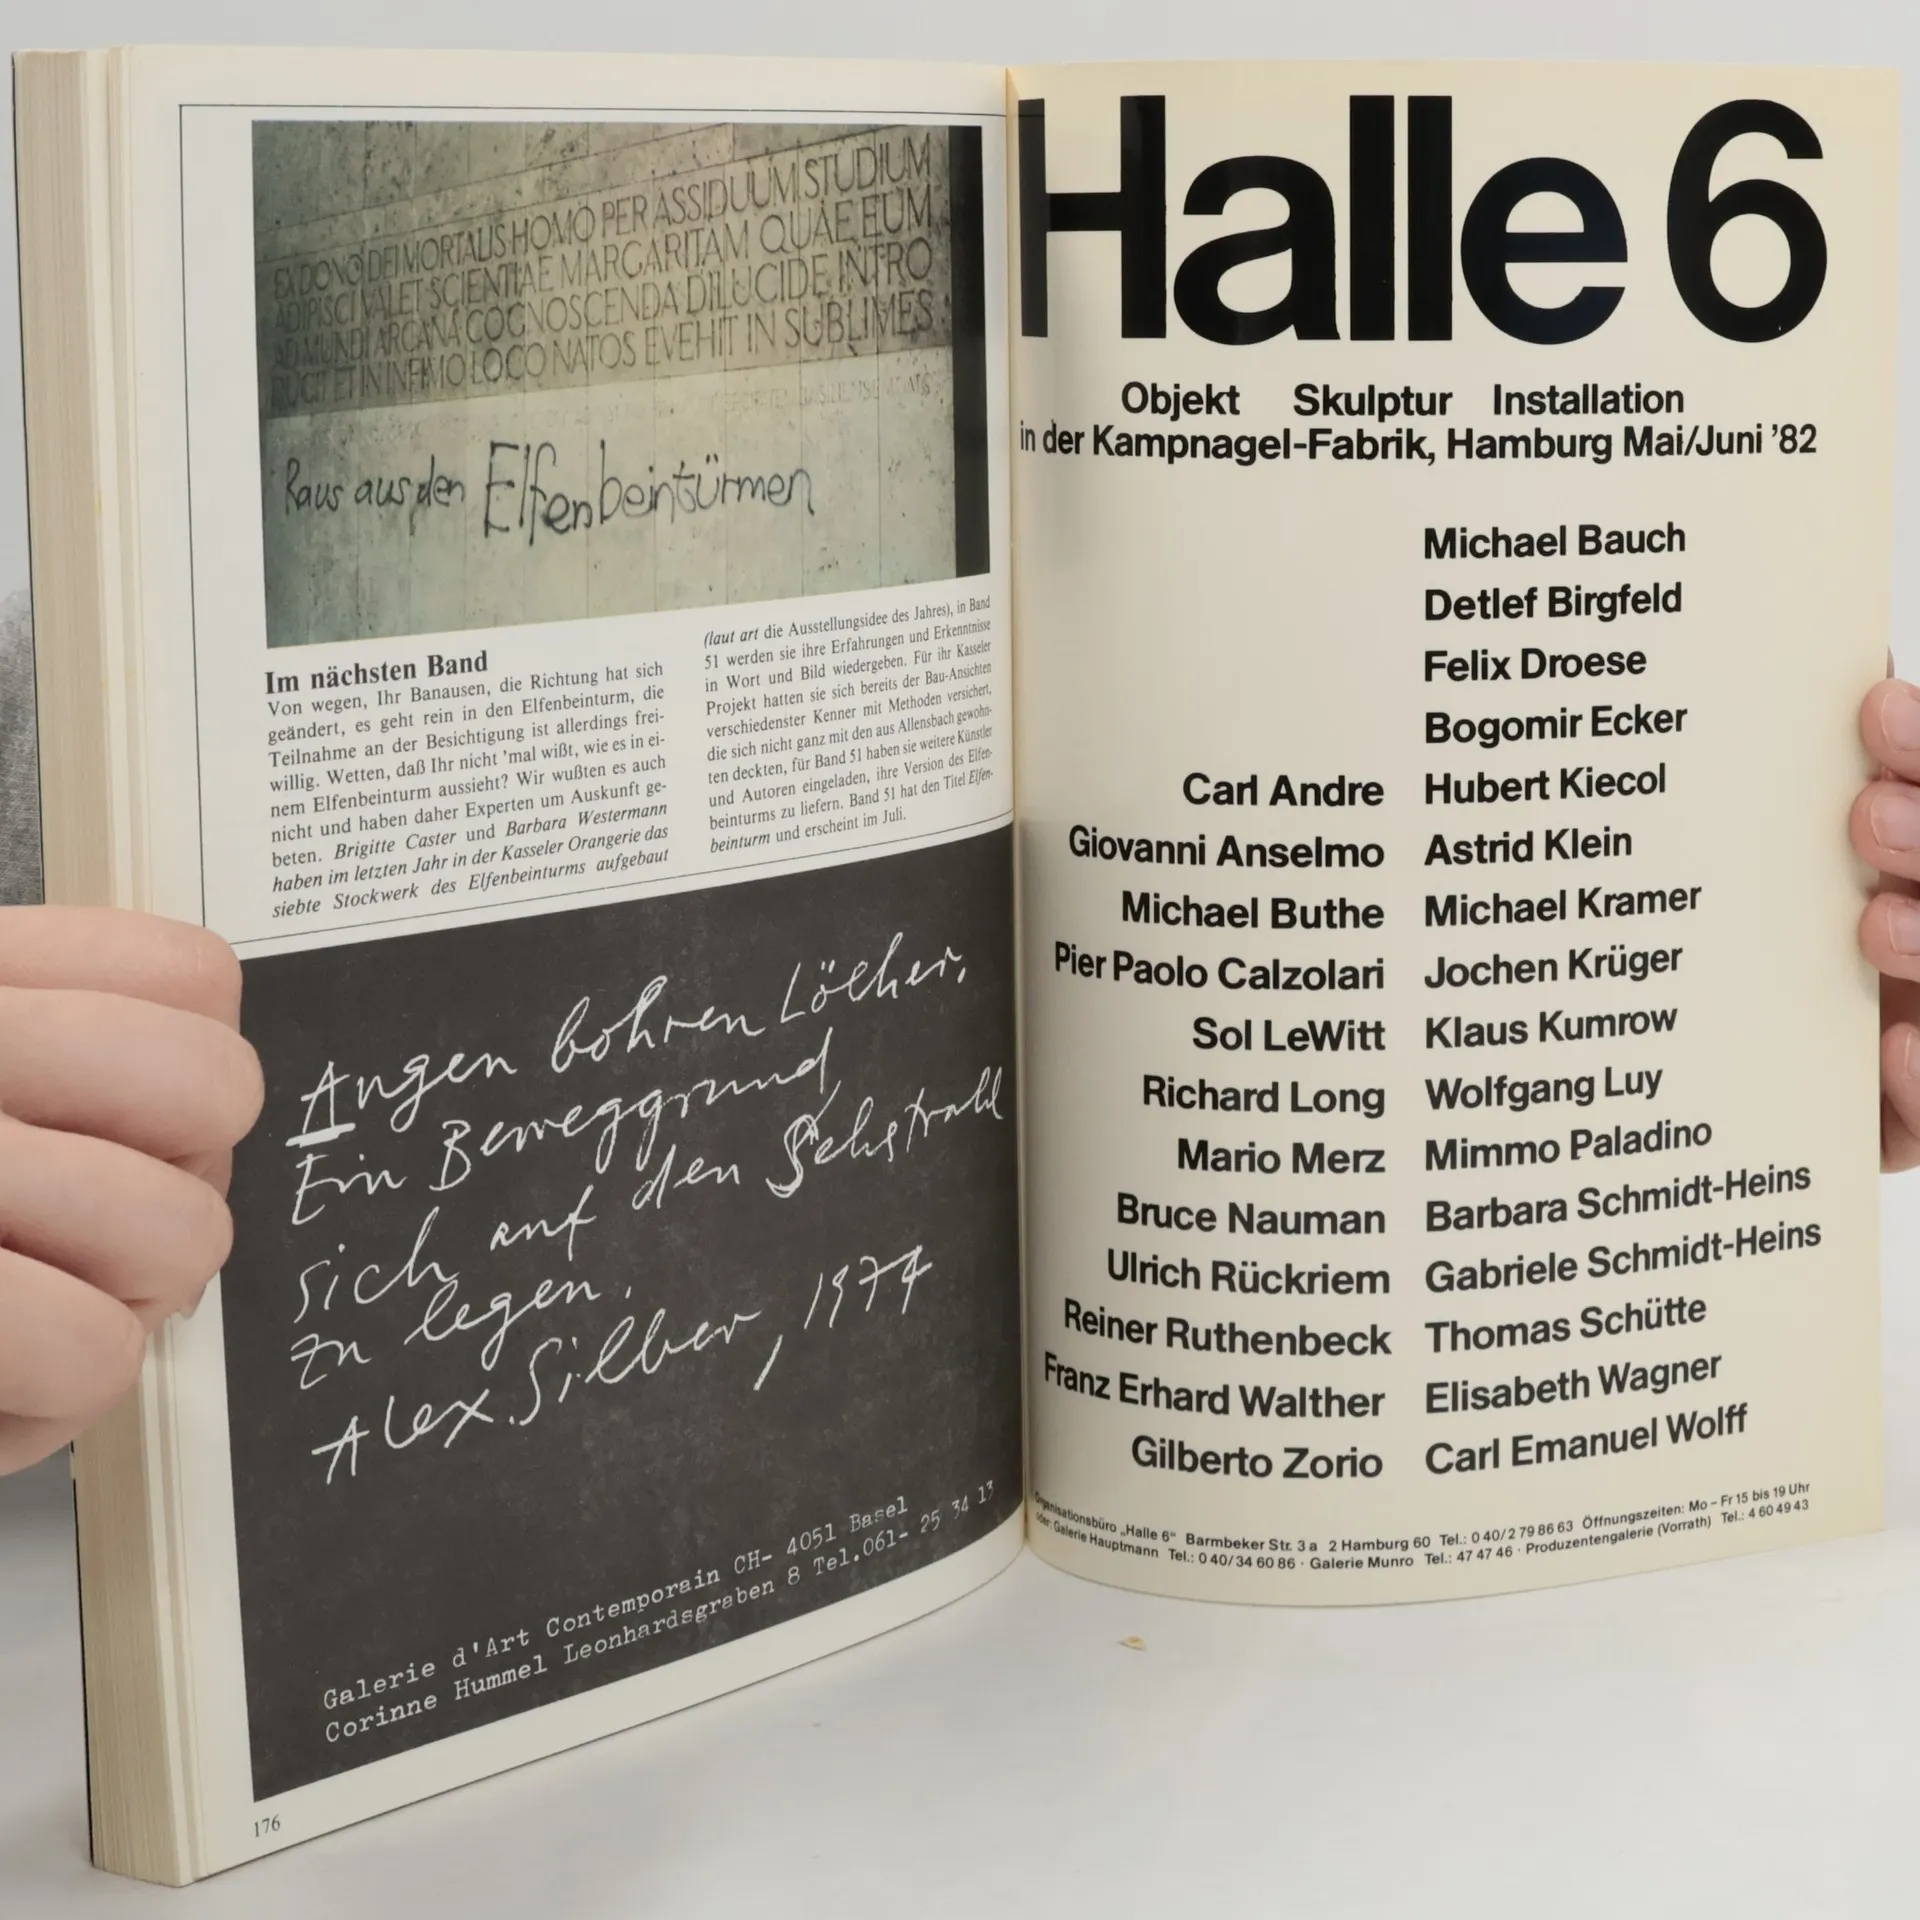 EX DONO DEI MORTALIS HOMO PER ASSIDUUM STUDIUM
ADIPISCI VALET SCIENTIAE MARGARITAM QUAE EUM
AD MUNDI ARCANA COGNOSCENDA DILUCIDE INTRO
DUCIT ET IN INFIMO LOCO NATOS EVEHIT IN SUBLIMES
Raus aus den Elfenbeintürmen
Im nächsten Band
Von wegen, Ihr Banausen, die Richtung hat sich
geändert, es geht rein in den Elfenbeinturm, die
Teilnahme an der Besichtigung ist allerdings frei-
willig. Wetten, daß Ihr nicht 'mal wißt, wie es in ei-
nem Elfenbeinturm aussieht? Wir wußten es auch
nicht und haben daher Experten um Auskunft ge-
beten. Brigitte Caster und Barbara Westermann
haben im letzten Jahr in der Kasseler Orangerie das
siebte Stockwerk des Elfenbeinturms aufgebaut
(laut art die Ausstellungsidee des Jahres), in Band
51 werden sie ihre Erfahrungen und Erkenntnisse
in Wort und Bild wiedergeben. Für ihr Kasseler
Projekt hatten sie sich bereits der Bau-Ansichten
verschiedenster Kenner mit Methoden versichert,
die sich nicht ganz mit den aus Allensbach gewohn-
ten deckten, für Band 51 haben sie weitere Künstler
und Autoren eingeladen, ihre Version des Elfen-
beinturms zu liefern. Band 51 hat den Titel Elfen-
beinturm und erscheint im Juli.
Augen bohren Löcher.
Ein Beweggrund
sich auf den Sehstrahl
zu legen.
Alex. Silber, 1974
Galerie d'Art Contemporain CH- 4051 Basel
Corinne Hummel Leonhardsgraben 8 Tel.061- 25 34 13
176
Halle 6
Objekt Skulptur Installation
in der Kampnagel-Fabrik, Hamburg Mai/Juni '82
Michael Bauch
Detlef Birgfeld
Felix Droese
Bogomir Ecker
Carl Andre Hubert Kiecol
Giovanni Anselmo Astrid Klein
Michael Buthe Michael Kramer
Pier Paolo Calzolari Jochen Krüger
Sol LeWitt Klaus Kumrow
Richard Long Wolfgang Luy
Mario Merz Mimmo Paladino
Bruce Nauman Barbara Schmidt-Heins
Ulrich Rückriem Gabriele Schmidt-Heins
Reiner Ruthenbeck Thomas Schütte
Franz Erhard Walther Elisabeth Wagner
Gilberto Zorio Carl Emanuel Wolff
Organisationsbüro „Halle 6“ Barmbeker Str. 3a 2 Hamburg 60 Tel.: 0 40/2 79 86 63 Öffnungszeiten: Mo – Fr 15 bis 19 Uhr
oder: Galerie Hauptmann Tel.: 0 40/34 60 86 · Galerie Munro Tel.: 47 47 46 · Produzentengalerie (Vorrath) Tel.: 4 60 49 43